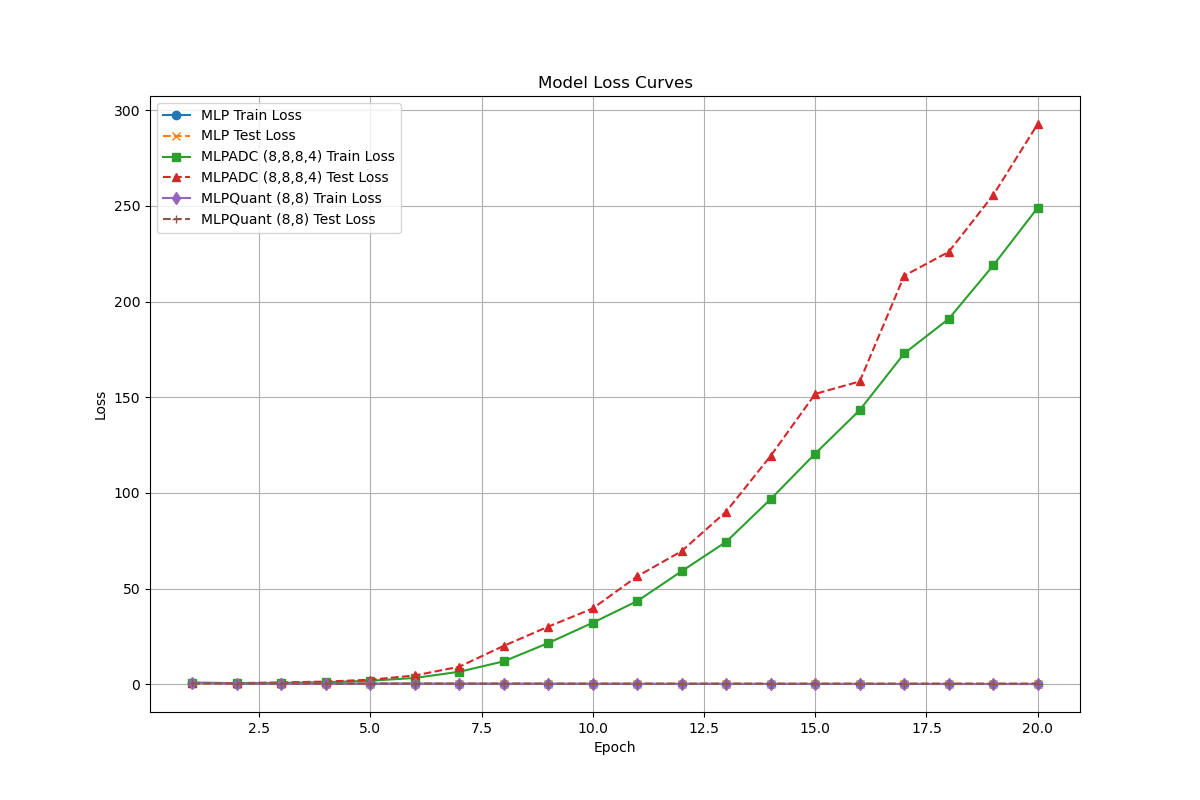 Model Loss Curves
MLP Train Loss
MLP Test Loss
MLPADC (8,8,8,4) Train Loss
MLPADC (8,8,8,4) Test Loss
MLPQuant (8,8) Train Loss
MLPQuant (8,8) Test Loss
300
250
200
150
100
50
0
Loss
2.5 5.0 7.5 10.0 12.5 15.0 17.5 20.0
Epoch